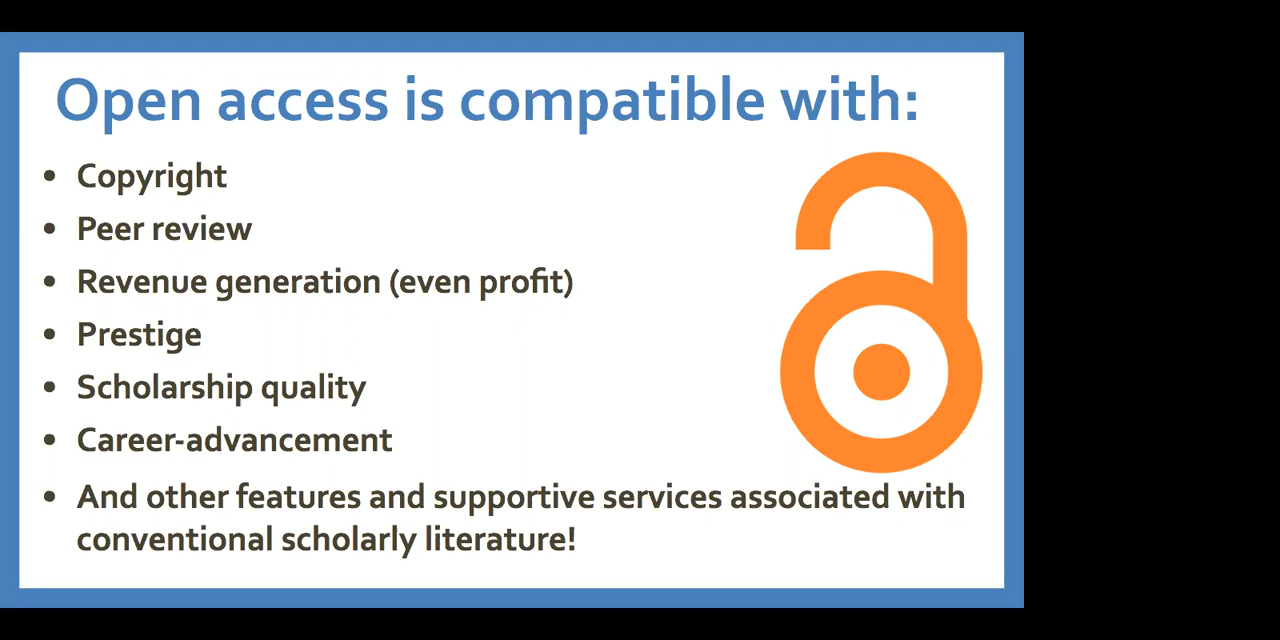 Open access is compatible with:
• Copyright
• Peer review
• Revenue generation (even profit)
• Prestige
• Scholarship quality
• Career-advancement
• And other features and supportive services associated with
conventional scholarly literature!